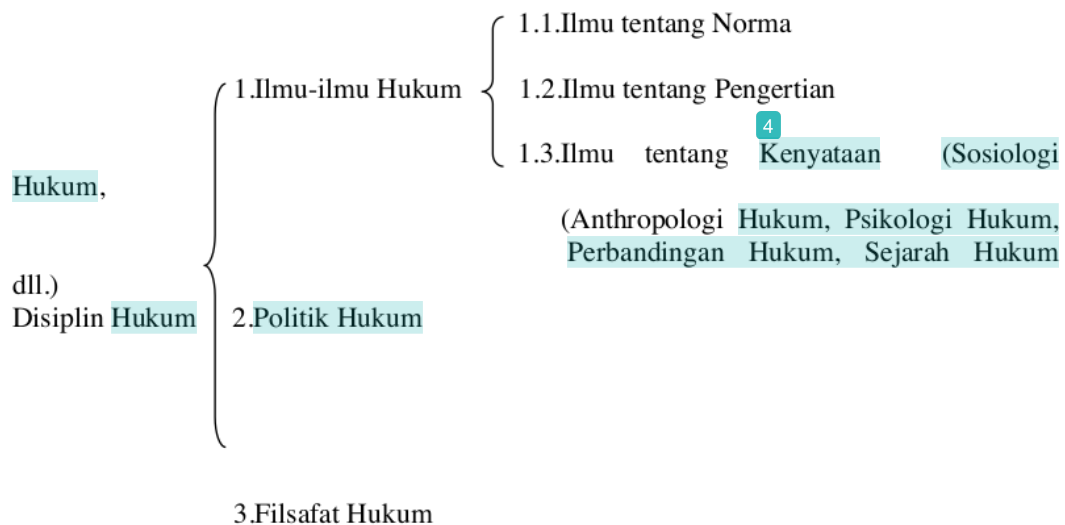 1.1.Ilmu tentang Norma
1.Ilmu-ilmu Hukum
1.2.Ilmu tentang Pengertian
4
1.3.Ilmu tentang Kenyataan (Sosiologi
Hukum,
(Anthropologi Hukum, Psikologi Hukum,
Perbandingan Hukum, Sejarah Hukum
dll.)
Disiplin Hukum
2.Politik Hukum
3.Filsafat Hukum